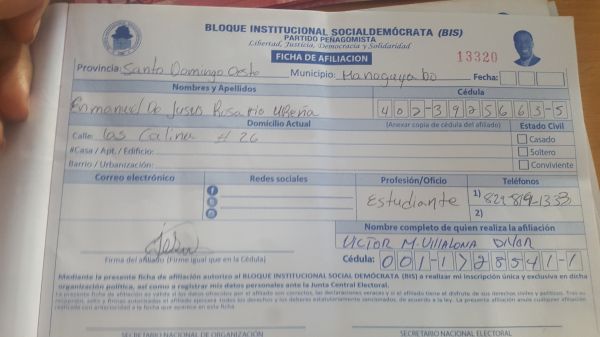 BLOQUE INSTITUCIONAL SOCIALDEMÓCRATA (BIS)
PARTIDO PEÑAGOMISTA
Libertad, Justicia, Democracia y Solidaridad
FICHA DE AFILIACION
13320
Provincia: Santo Domingo Oeste Municipio: Manoguayabo Fecha:
Nombres y Apellidos Cédula
Enmanuel De Jesus Rosario Ureña 402-3925663-5
Domicilio Actual (Anexar copia de cédula del afiliado) Estado Civil
Calle: Las Colina # 26 Casado
#Casa / Apt. / Edificio: Soltero
Barrio / Urbanización: Conviviente
Correo electrónico Redes sociales Profesión/Oficio Teléfonos
Estudiante 1) 829 819-1333
2)
Nombre completo de quien realiza la afiliación
VICTOR M. VillALONA
Firma del afiliado (Firme igual que en la Cédula) Cédula: 001-1728541-1
Mediante la presente ficha de afiliación autorizo al BLOQUE INSTITUCIONAL SOCIAL DEMÓCRATA (BIS) a realizar mi inscripción única y exclusiva en dicha
organización política, así como a registrar mis datos personales ante la Junta Central Electoral.
SECRETARIO NACIONAL DE ORGANIZACIÓN SECRETARIO NACIONAL ELECTORAL